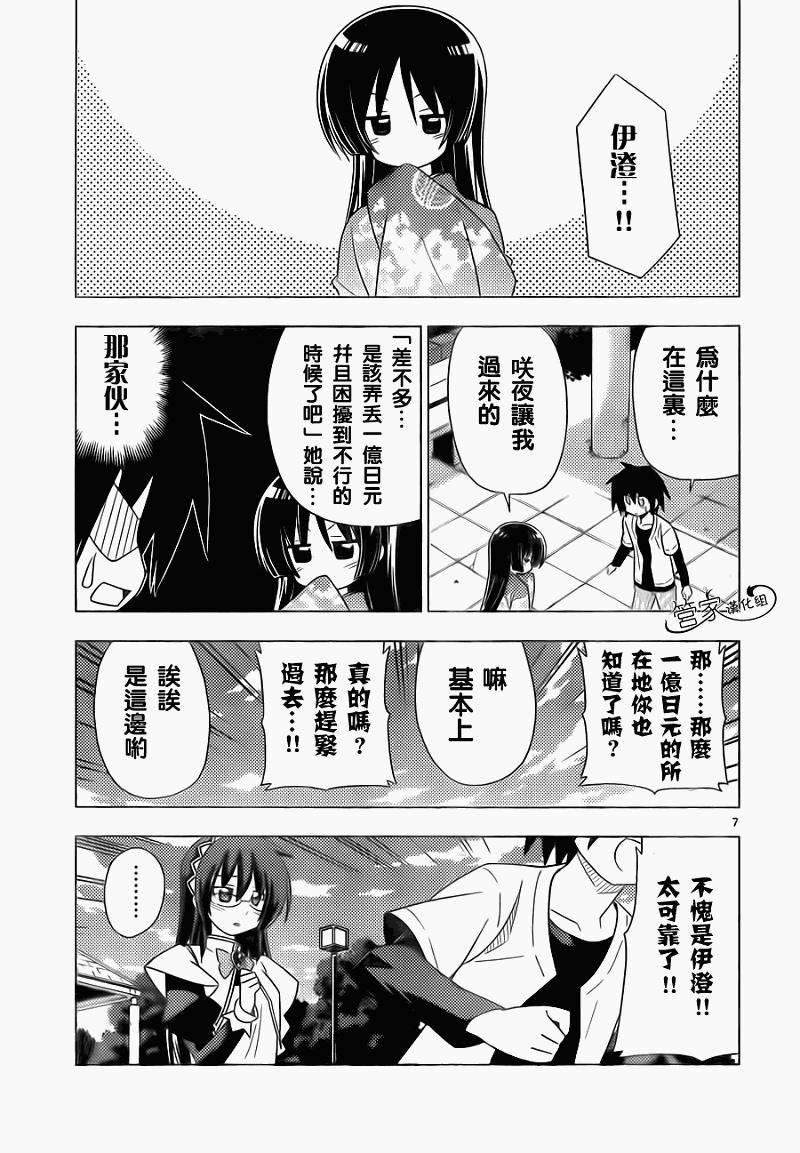 伊澄…!!
為什麼
在這裏…
咲夜讓我
過來的
「差不多…
是該弄丟一億日元
幷且困擾到不行的
時候了吧」她說…
那家伙…
管家漢化組
那……那麼
一億日元的所
在地你也
知道了嗎?
嘛
基本上
真的嗎?
那麼趕緊
過去…!!
誒誒
是這邊喲
7
不愧是伊澄!!
太可靠了!!
………